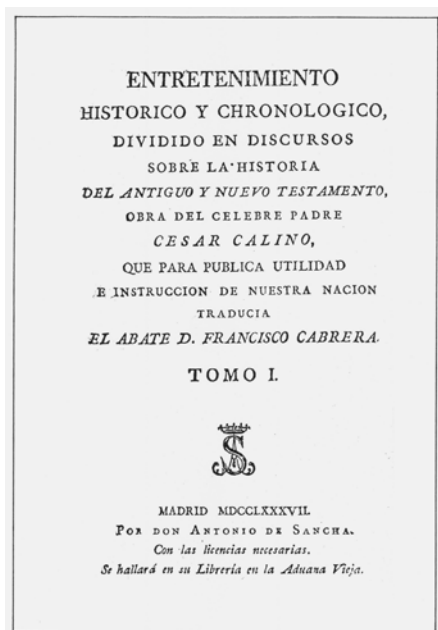 ENTRETENIMIENTO
HISTORICO Y CHRONOLOGICO,
DIVIDIDO EN DISCURSOS
SOBRE LA HISTORIA
DEL ANTIGUO Y NUEVO TESTAMENTO,
OBRA DEL CELEBRE PADRE
CESAR CALINO,
QUE PARA PUBLICA UTILIDAD
E INSTRUCCION DE NUESTRA NACION
TRADUCIA
EL ABATE D. FRANCISCO CABRERA.
TOMO I.
MADRID MDCCLXXXVII.
POR DON ANTONIO DE SANCHA.
Con las licencias necesarias.
Se hallará en su Librería en la Aduana Vieja.